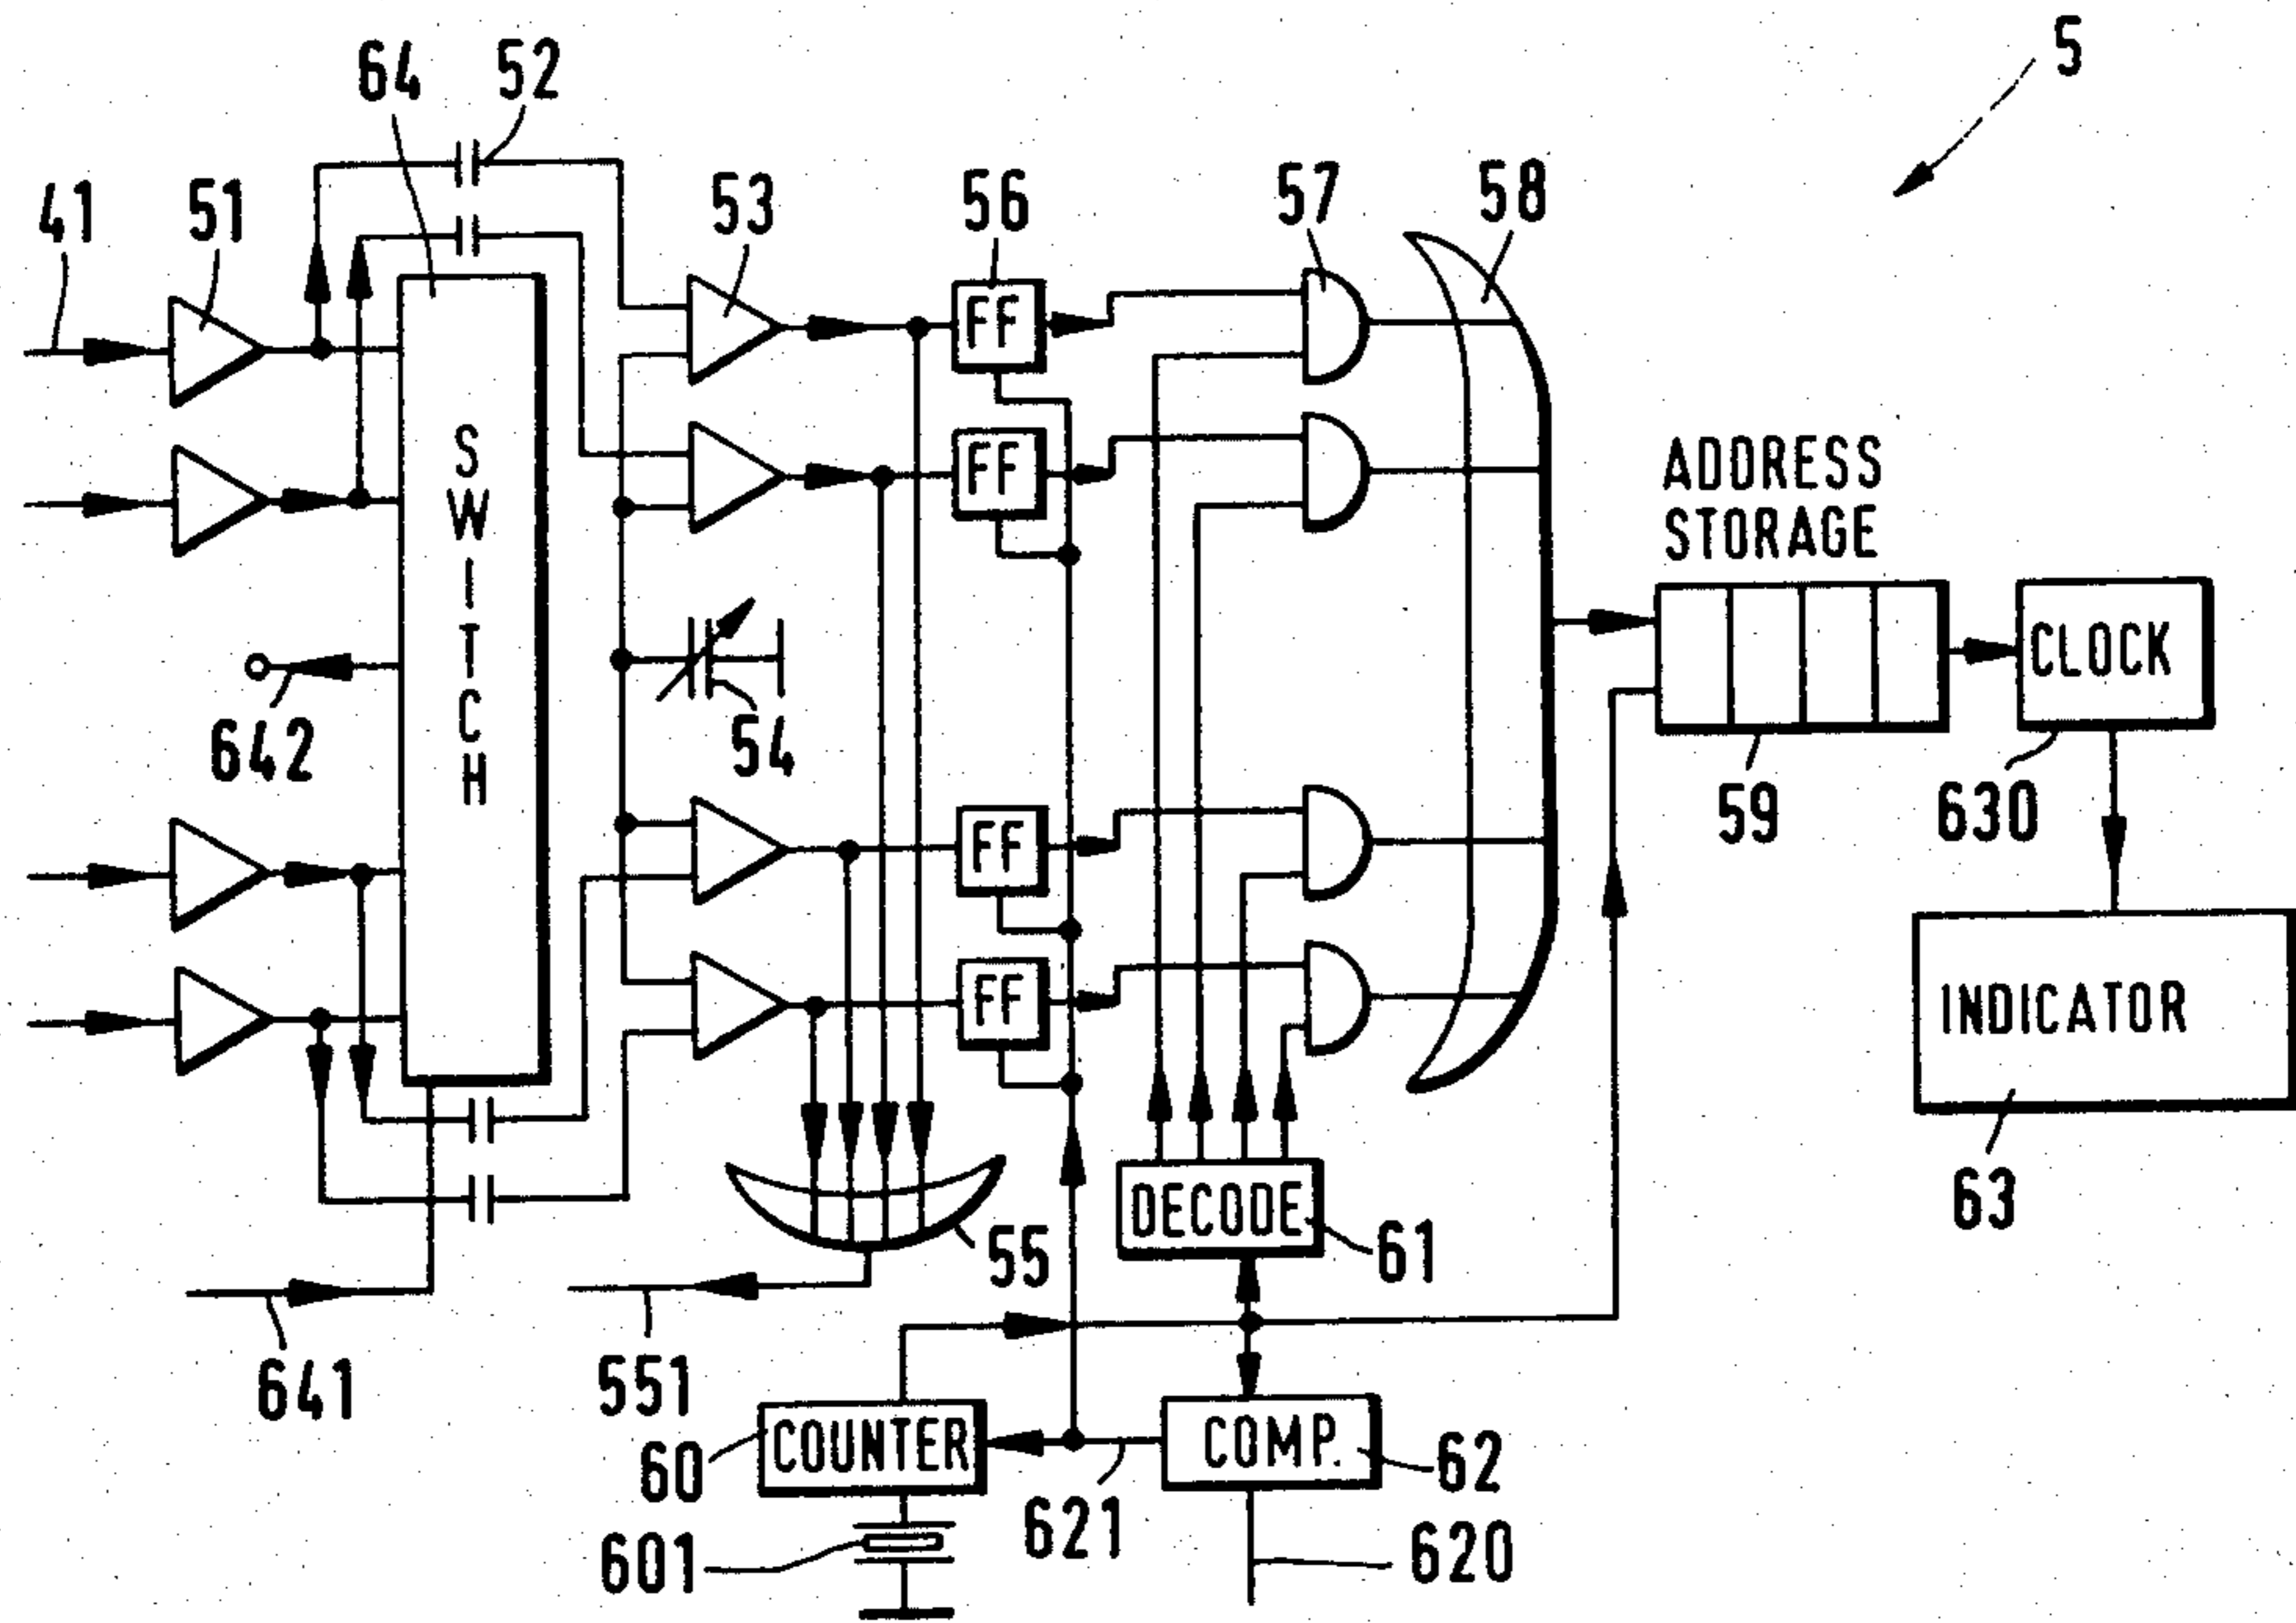 5
64
52
41
51
53
56
57
58
FF
FF
SWITCH
ADDRESS
STORAGE
642
54
CLOCK
59
630
FF
FF
INDICATOR
63
DECODE
61
55
641
551
60
COUNTER
COMP.
62
621
601
620